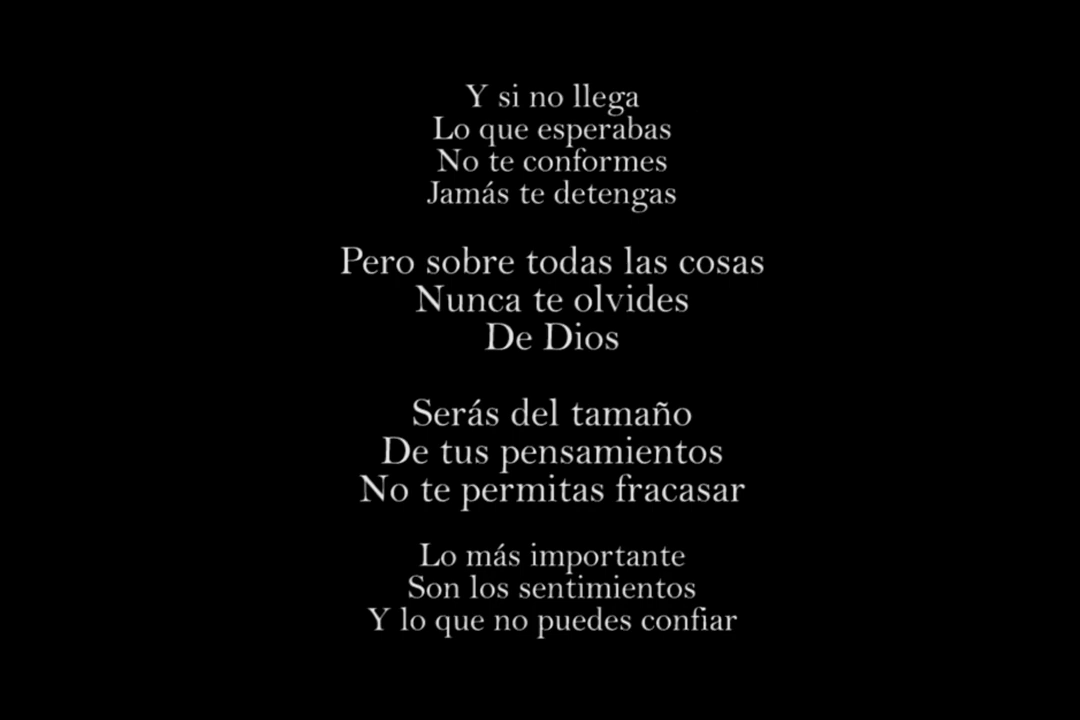 Y si no llega
Lo que esperabas
No te conformes
Jamás te detengas
Pero sobre todas las cosas
Nunca te olvides
De Dios
Serás del tamaño
De tus pensamientos
No te permitas fracasar
Lo más importante
Son los sentimientos
Y lo que no puedes confiar